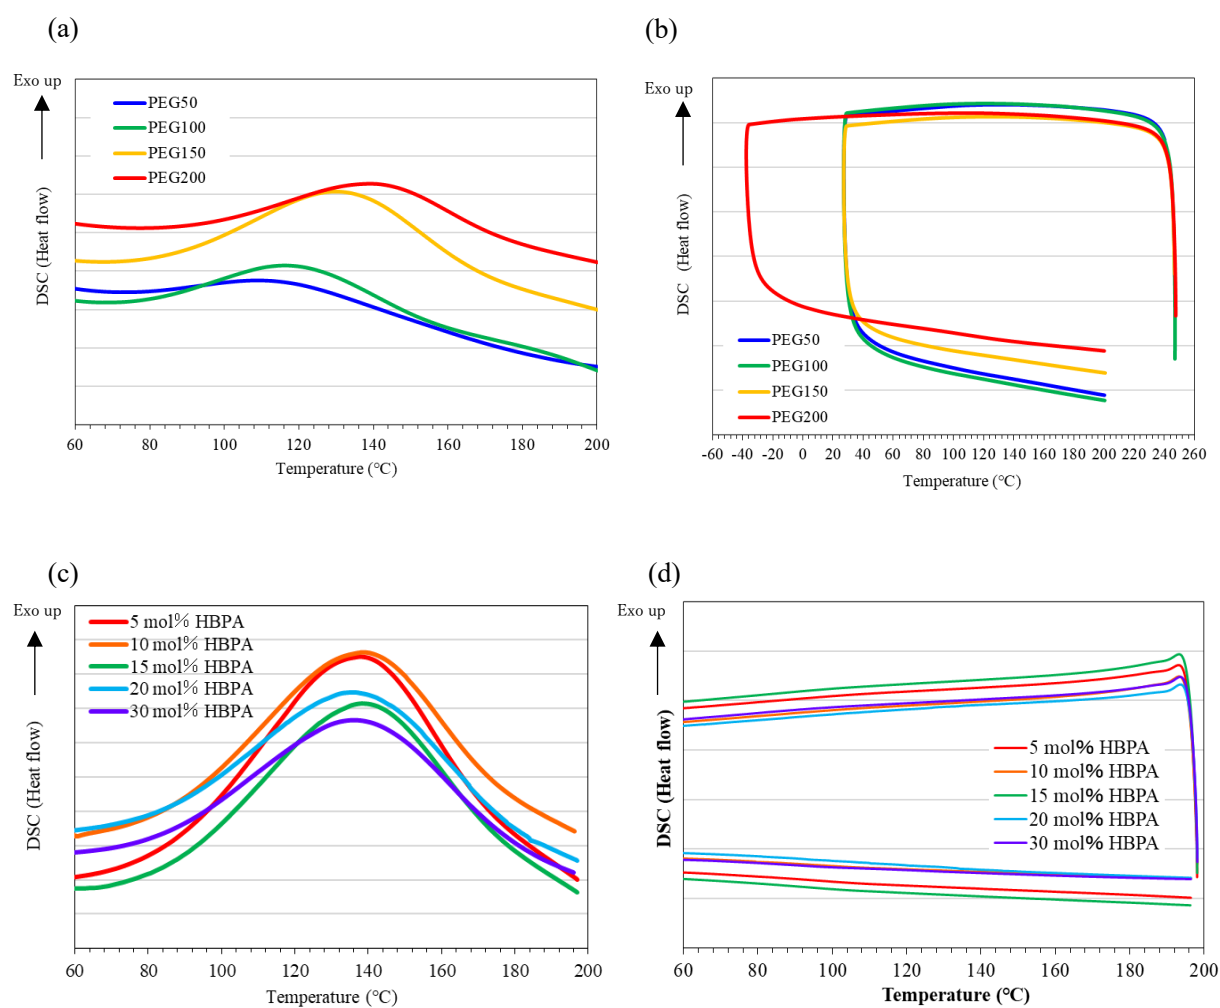 (a)
Exo up
PEG50
PEG100
PEG150
PEG200
DSC (Heat flow)
60 80 100 120 140 160 180 200
Temperature (℃)
(b)
Exo up
DSC (Heat flow)
PEG50
PEG100
PEG150
PEG200
-60 -40 -20 0 20 40 60 80 100 120 140 160 180 200 220 240 260
Temperature (℃)
(c)
Exo up
5 mol% HBPA
10 mol% HBPA
15 mol% HBPA
20 mol% HBPA
30 mol% HBPA
DSC (Heat flow)
60 80 100 120 140 160 180 200
Temperature (℃)
(d)
Exo up
DSC (Heat flow)
5 mol% HBPA
10 mol% HBPA
15 mol% HBPA
20 mol% HBPA
30 mol% HBPA
60 80 100 120 140 160 180 200
Temperature (℃)